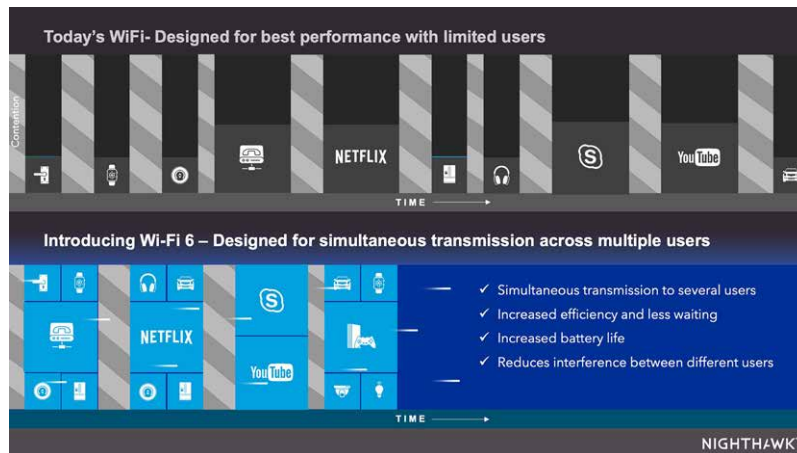 Today's WiFi- Designed for best performance with limited users
Contention
NETFLIX
S
YouTube
TIME
Introducing Wi-Fi 6 – Designed for simultaneous transmission across multiple users
S
NETFLIX
YouTube
✓ Simultaneous transmission to several users
✓ Increased efficiency and less waiting
✓ Increased battery life
✓ Reduces interference between different users
TIME
NIGHTHAWK